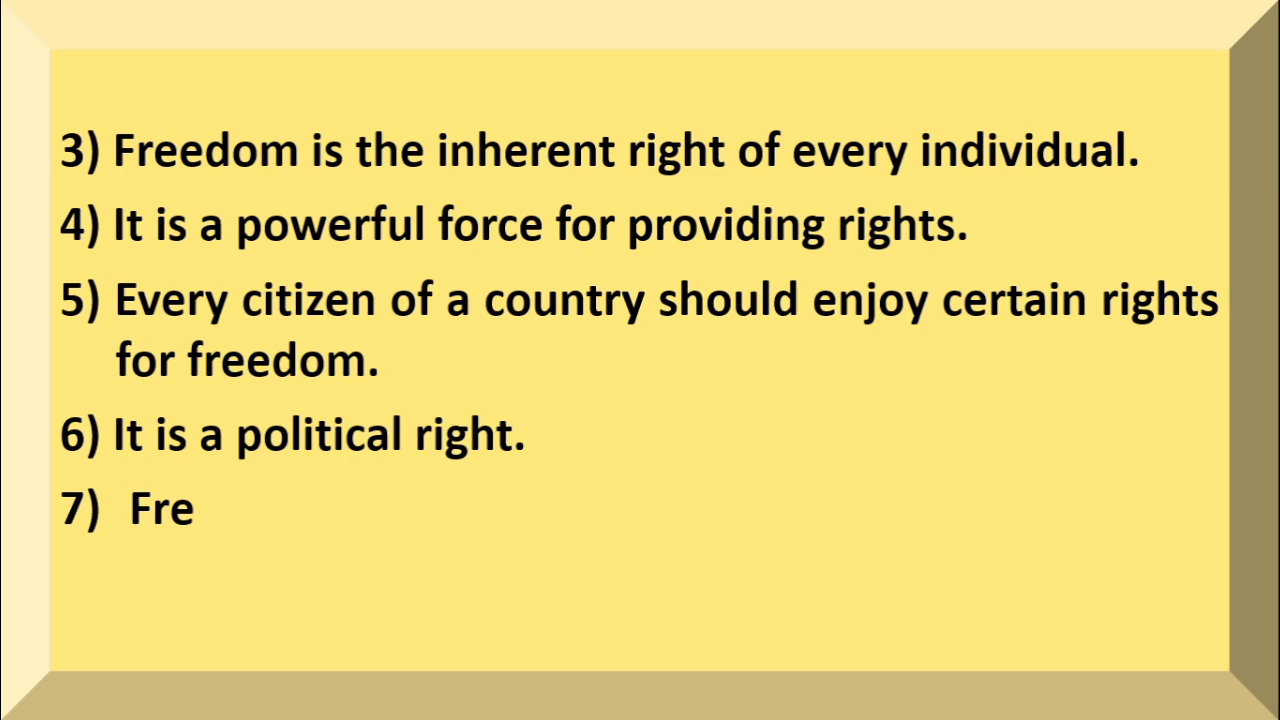 3) Freedom is the inherent right of every individual.
4) It is a powerful force for providing rights.
5) Every citizen of a country should enjoy certain rights
for freedom.
6) It is a political right.
7) Fre